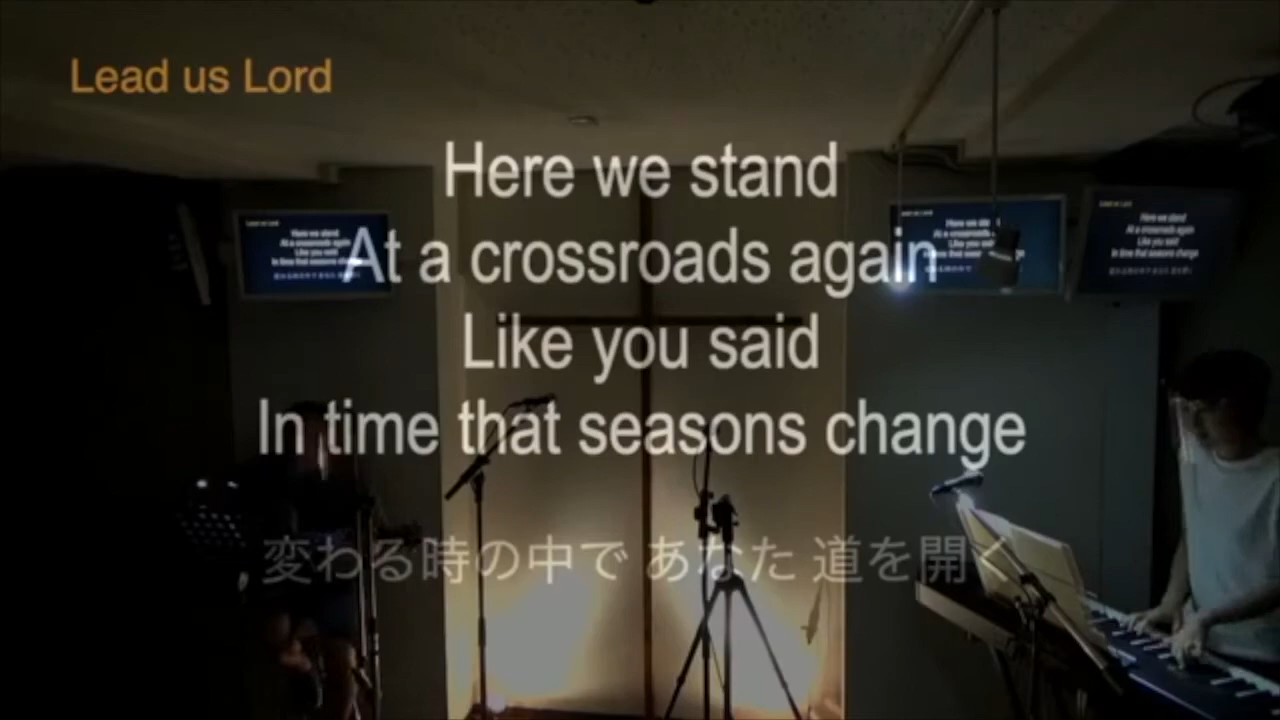 Lead us Lord
Here we stand
At a crossroads again
Like you said
In time that seasons change
変わる時の中で あなた 道を開く